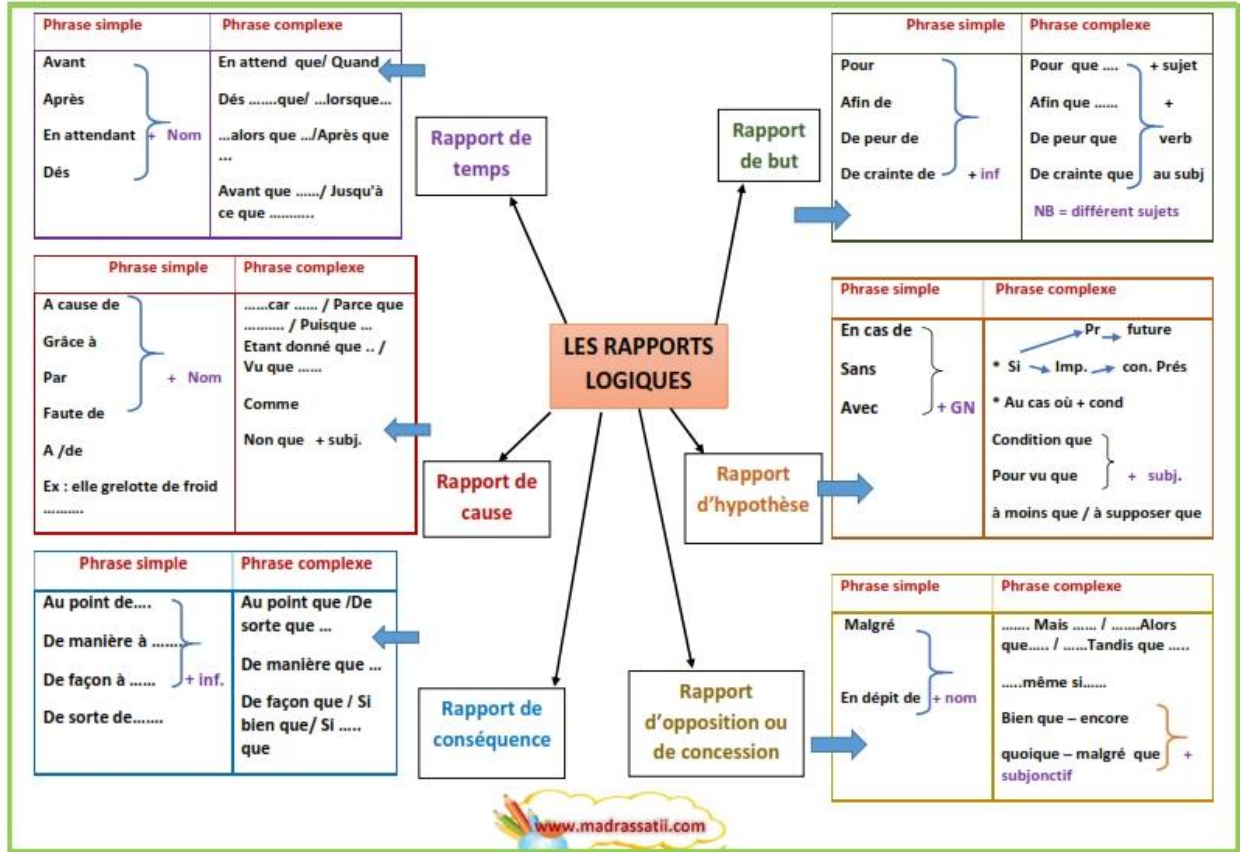 Phrase simple
Phrase complexe
Avant
Après
En attendant + Nom
Dés
En attend que/ Quand
Dés .......que/ ...lorsque...
...alors que .../Après que
...
Avant que ....../ Jusqu'à
ce que ...........
Rapport de
temps
Rapport
de but
Phrase simple
Phrase complexe
Pour
Afin de
De peur de
De crainte de + inf
Pour que .... + sujet
Afin que ...... +
De peur que verb
De crainte que au subj
NB = différent sujets
Phrase simple
Phrase complexe
A cause de
Grâce à
Par + Nom
Faute de
A /de
Ex : elle grelotte de froid
..........
......car ...... / Parce que
.......... / Puisque ...
Etant donné que .. /
Vu que ......
Comme
Non que + subj.
LES RAPPORTS
LOGIQUES
Rapport de
cause
Rapport
d’hypothèse
Phrase simple
Phrase complexe
En cas de
Sans
Avec + GN
Pr future
* Si Imp. con. Prés
* Au cas où + cond
Condition que
Pour vu que + subj.
à moins que / à supposer que
Phrase simple
Phrase complexe
Au point de....
De manière à ........
De façon à ...... + inf.
De sorte de.......
Au point que /De
sorte que ...
De manière que ...
De façon que / Si
bien que/ Si .....
que
Rapport de
conséquence
Rapport
d’opposition ou
de concession
Phrase simple
Phrase complexe
Malgré
En dépit de + nom
....... Mais ...... / .......Alors
que..... / ......Tandis que .....
.....même si......
Bien que – encore
quoique – malgré que +
subjonctif
www.madrassatii.com